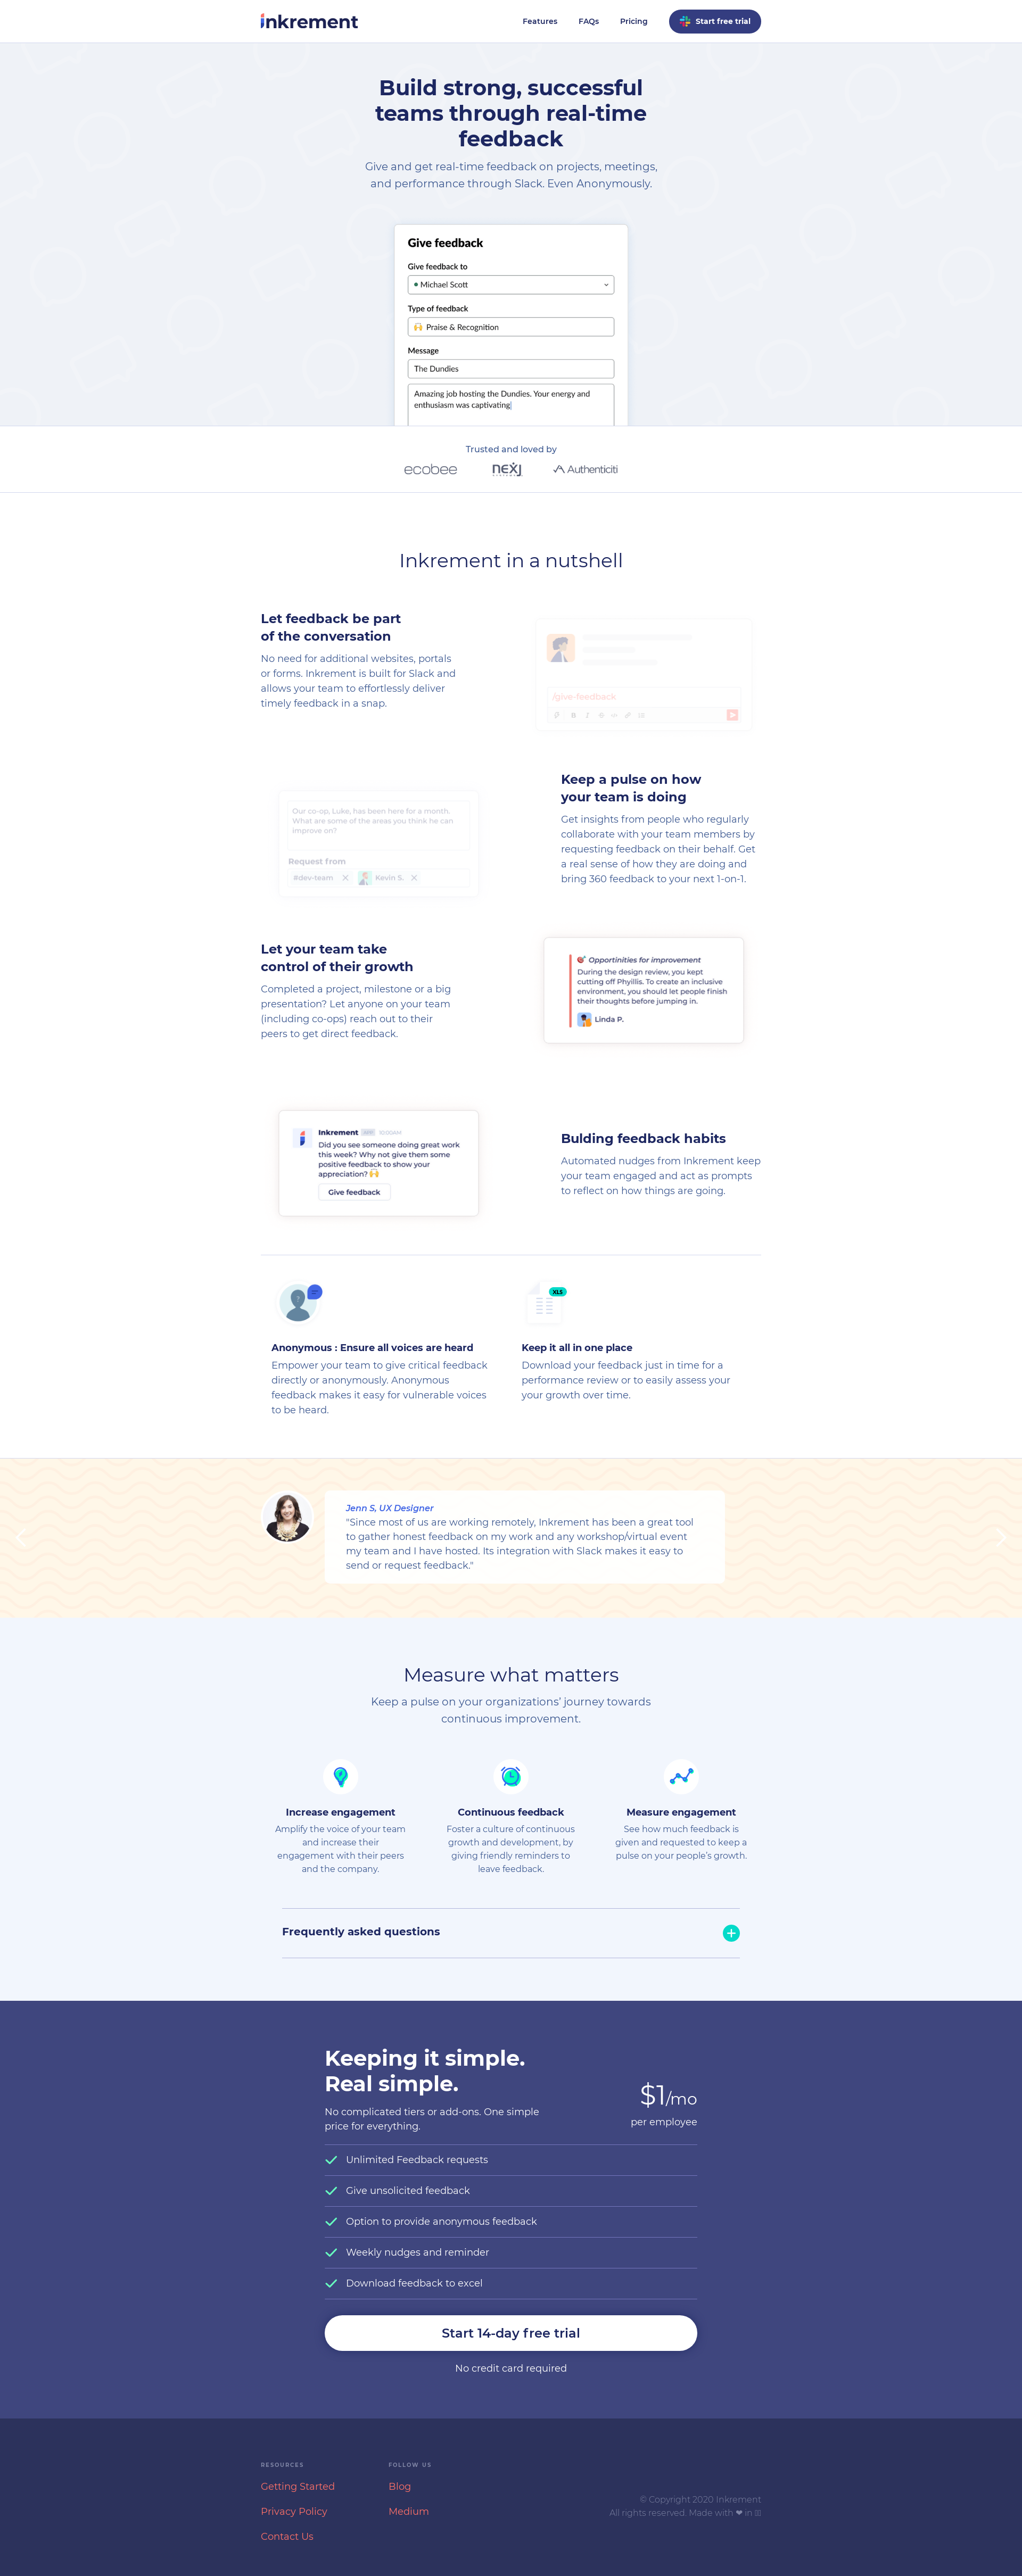 inkrement
Features
FAQs
Pricing
Start free trial
Build strong, successful
teams through real-time
feedback
Give and get real-time feedback on projects, meetings,
and performance through Slack. Even Anonymously.
Give feedback
Give feedback to
Michael Scott
Type of feedback
🙌 Praise & Recognition
Message
The Dundies
Amazing job hosting the Dundies. Your energy and
enthusiasm was captivating
Trusted and loved by
ecobee
nexj
Authenticiti
Inkrement in a nutshell
Let feedback be part
of the conversation
No need for additional websites, portals
or forms. Inkrement is built for Slack and
allows your team to effortlessly deliver
timely feedback in a snap.
/give-feedback
B I S
Our co-op, Luke, has been here for a month.
What are some of the areas you think he can
improve on?
Request from
#dev-team
Kevin S.
Keep a pulse on how
your team is doing
Get insights from people who regularly
collaborate with your team members by
requesting feedback on their behalf. Get
a real sense of how they are doing and
bring 360 feedback to your next 1-on-1.
Let your team take
control of their growth
Completed a project, milestone or a big
presentation? Let anyone on your team
(including co-ops) reach out to their
peers to get direct feedback.
🎯 Opportinities for improvement
During the design review, you kept
cutting off Phyillis. To create an inclusive
environment, you should let people finish
their thoughts before jumping in.
Linda P.
Inkrement APP 10:00AM
Did you see someone doing great work
this week? Why not give them some
positive feedback to show your
appreciation? 🙌
Give feedback
Bulding feedback habits
Automated nudges from Inkrement keep
your team engaged and act as prompts
to reflect on how things are going.
Anonymous : Ensure all voices are heard
Empower your team to give critical feedback
directly or anonymously. Anonymous
feedback makes it easy for vulnerable voices
to be heard.
XLS
Keep it all in one place
Download your feedback just in time for a
performance review or to easily assess your
your growth over time.
Jenn S, UX Designer
"Since most of us are working remotely, Inkrement has been a great tool
to gather honest feedback on my work and any workshop/virtual event
my team and I have hosted. Its integration with Slack makes it easy to
send or request feedback."
Measure what matters
Keep a pulse on your organizations’ journey towards
continuous improvement.
Increase engagement
Amplify the voice of your team
and increase their
engagement with their peers
and the company.
Continuous feedback
Foster a culture of continuous
growth and development, by
giving friendly reminders to
leave feedback.
Measure engagement
See how much feedback is
given and requested to keep a
pulse on your people’s growth.
Frequently asked questions
Keeping it simple.
Real simple.
No complicated tiers or add-ons. One simple
price for everything.
$1/mo
per employee
Unlimited Feedback requests
Give unsolicited feedback
Option to provide anonymous feedback
Weekly nudges and reminder
Download feedback to excel
Start 14-day free trial
No credit card required
RESOURCES
Getting Started
Privacy Policy
Contact Us
FOLLOW US
Blog
Medium
© Copyright 2020 Inkrement
All rights reserved. Made with ❤ in